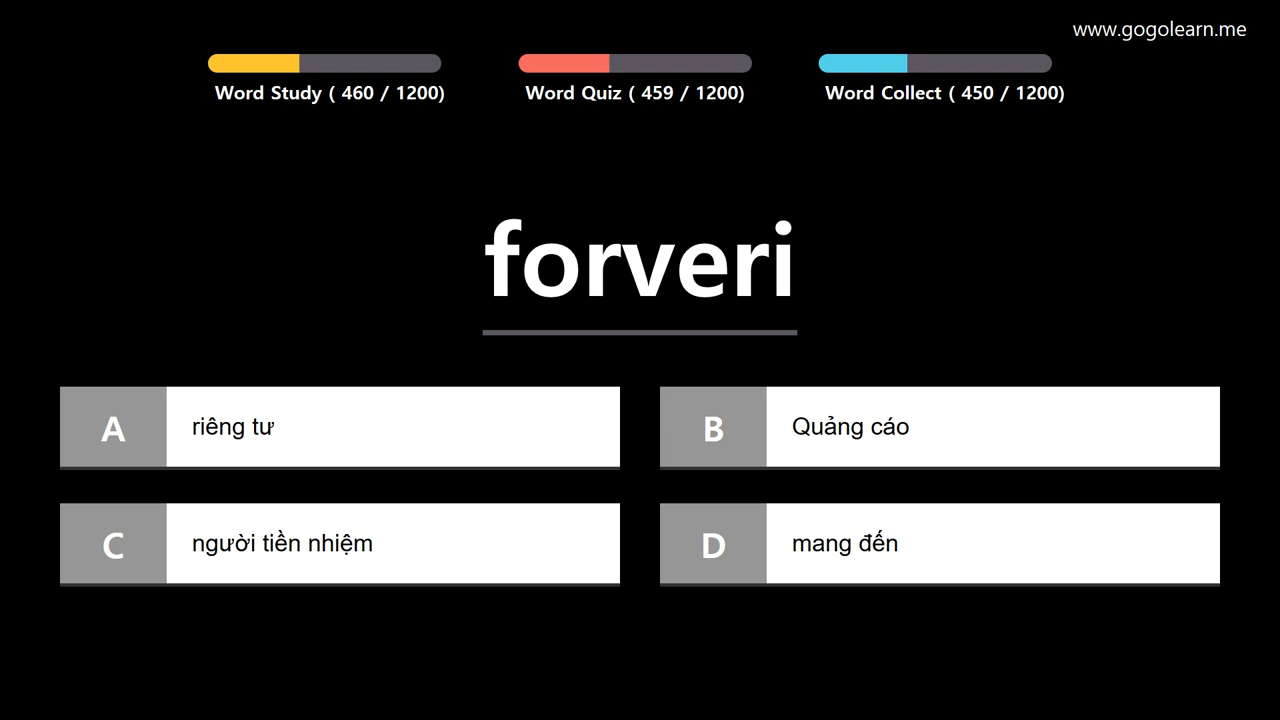 www.gogolearn.me
Word Study ( 460 / 1200)
Word Quiz ( 459 / 1200)
Word Collect ( 450 / 1200)
forveri
A
riêng tư
B
Quảng cáo
C
người tiền nhiệm
D
mang đến